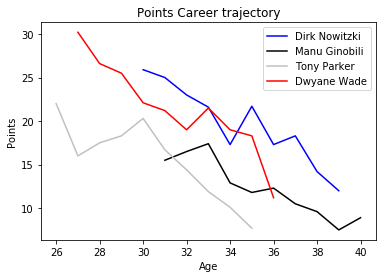 Points Career trajectory
Dirk Nowitzki
Manu Ginobili
Tony Parker
Dwyane Wade
30
25
20
15
10
Points
26 28 30 32 34 36 38 40
Age